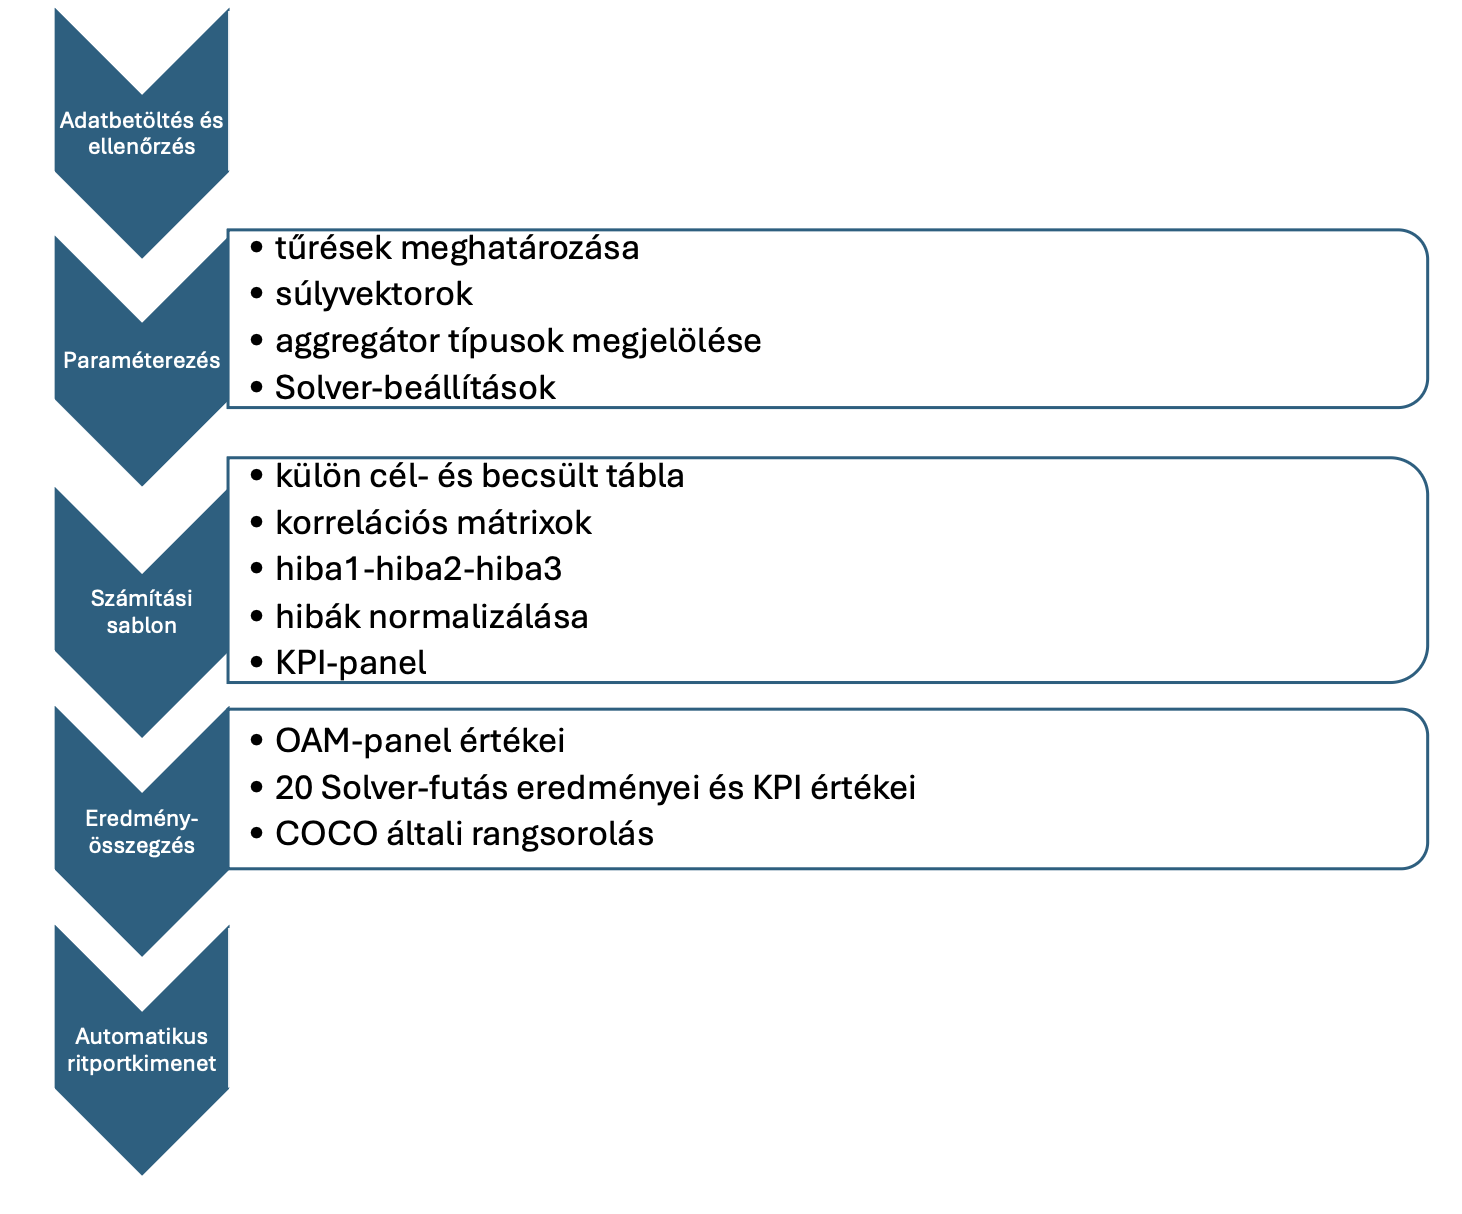 Adatbetöltés és
ellenőrzés
Paraméterezés
• tűrések meghatározása
• súlyvektorok
• aggregátor típusok megjelölése
• Solver-beállítások
Számítási
sablon
• külön cél- és becsült tábla
• korrelációs mátrixok
• hiba1-hiba2-hiba3
• hibák normalizálása
• KPI-panel
Eredmény-
összegzés
• OAM-panel értékei
• 20 Solver-futás eredményei és KPI értékei
• COCO általi rangsorolás
Automatikus
ritportkimenet